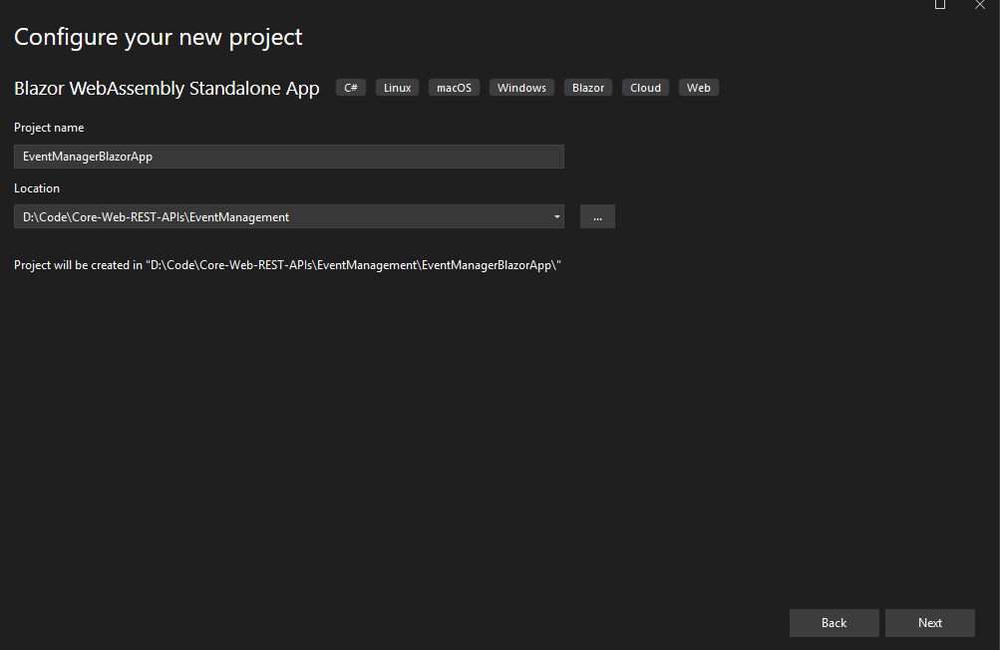 Configure your new project
Blazor WebAssembly Standalone App C# Linux macOS Windows Blazor Cloud Web
Project name
EventManagerBlazorApp
Location
D:\Code\Core-Web-REST-APIs\EventManagement ...
Project will be created in "D:\Code\Core-Web-REST-APIs\EventManagement\EventManagerBlazorApp\"
Back Next